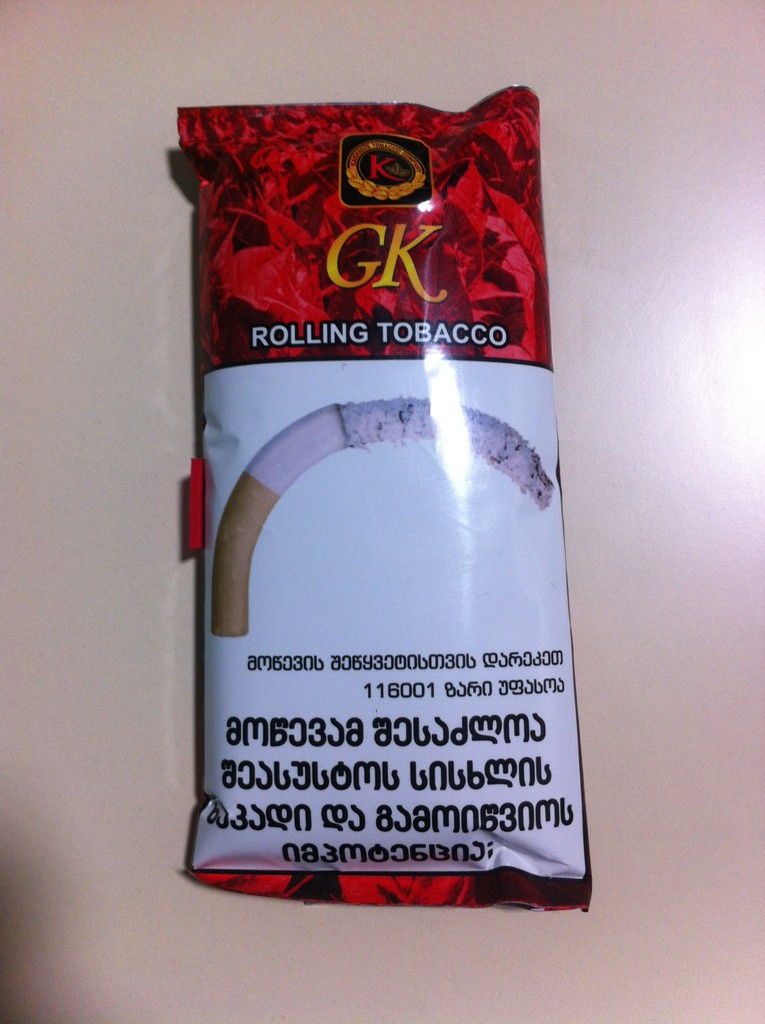 K
GK
ROLLING TOBACCO
მოწევის შეწყვეტისთვის დარეკეთ
116001 ზარი უფასოა
მოწევამ შესაძლოა
შეასუსტოს სისხლის
ნაკადი და გამოიწვიოს
იმპოტენცია;